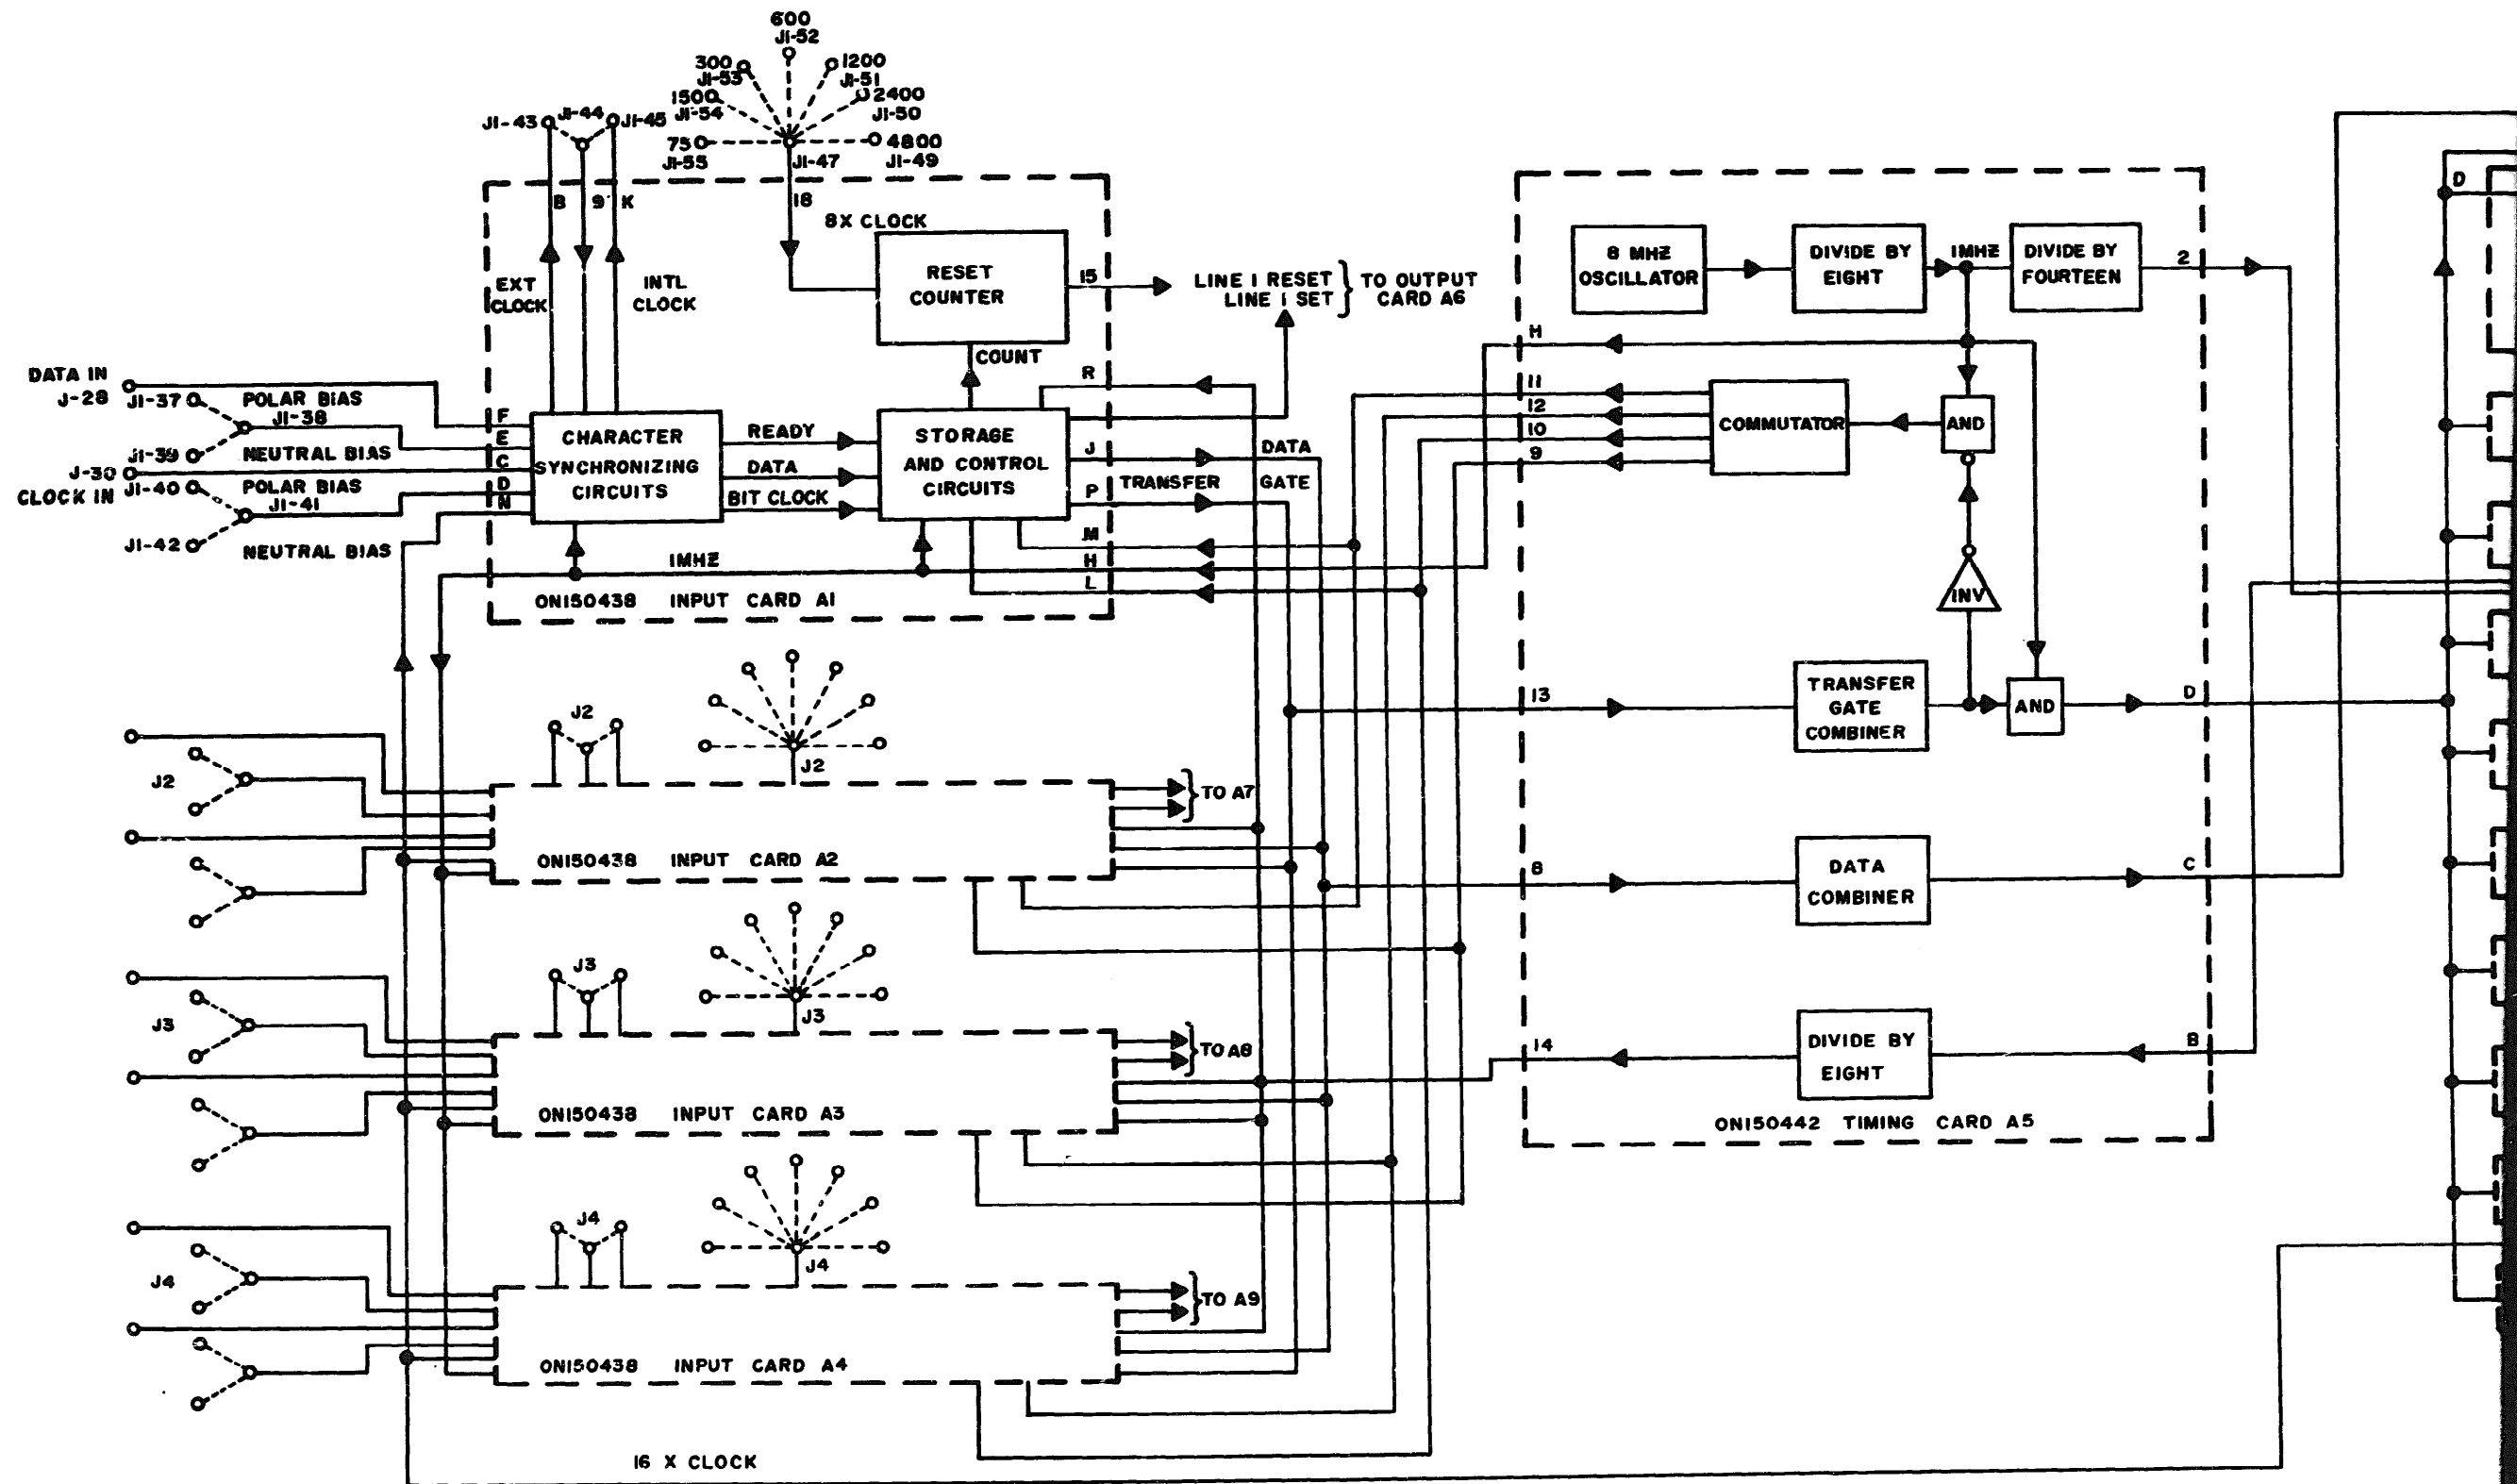 600
J1-52
300
J1-53
1200
J1-51
1500
J1-54
2400
J1-50
75
J1-55
4800
J1-49
J1-47
J1-43
J1-44
J1-45
B
9
K
18
8X CLOCK
EXT
CLOCK
INTL
CLOCK
RESET
COUNTER
15
LINE 1 RESET
LINE 1 SET
TO OUTPUT
CARD A6
COUNT
DATA IN
J-28
J1-37
POLAR BIAS
J1-38
J1-39
NEUTRAL BIAS
J-30
CLOCK IN
J1-40
POLAR BIAS
J1-41
J1-42
NEUTRAL BIAS
F
E
C
D
N
CHARACTER
SYNCHRONIZING
CIRCUITS
READY
DATA
BIT CLOCK
STORAGE
AND CONTROL
CIRCUITS
R
J
DATA
P
TRANSFER GATE
M
H
L
1MHZ
ON150438 INPUT CARD A1
8 MHZ
OSCILLATOR
DIVIDE BY
EIGHT
1MHZ
DIVIDE BY
FOURTEEN
2
H
11
12
10
9
COMMUTATOR
AND
INV
13
TRANSFER
GATE
COMBINER
AND
D
8
DATA
COMBINER
C
14
DIVIDE BY
EIGHT
B
ON150442 TIMING CARD A5
D
J2
J2
J2
TO A7
ON150438 INPUT CARD A2
J3
J3
J3
TO A8
ON150438 INPUT CARD A3
J4
J4
J4
TO A9
ON150438 INPUT CARD A4
16 X CLOCK